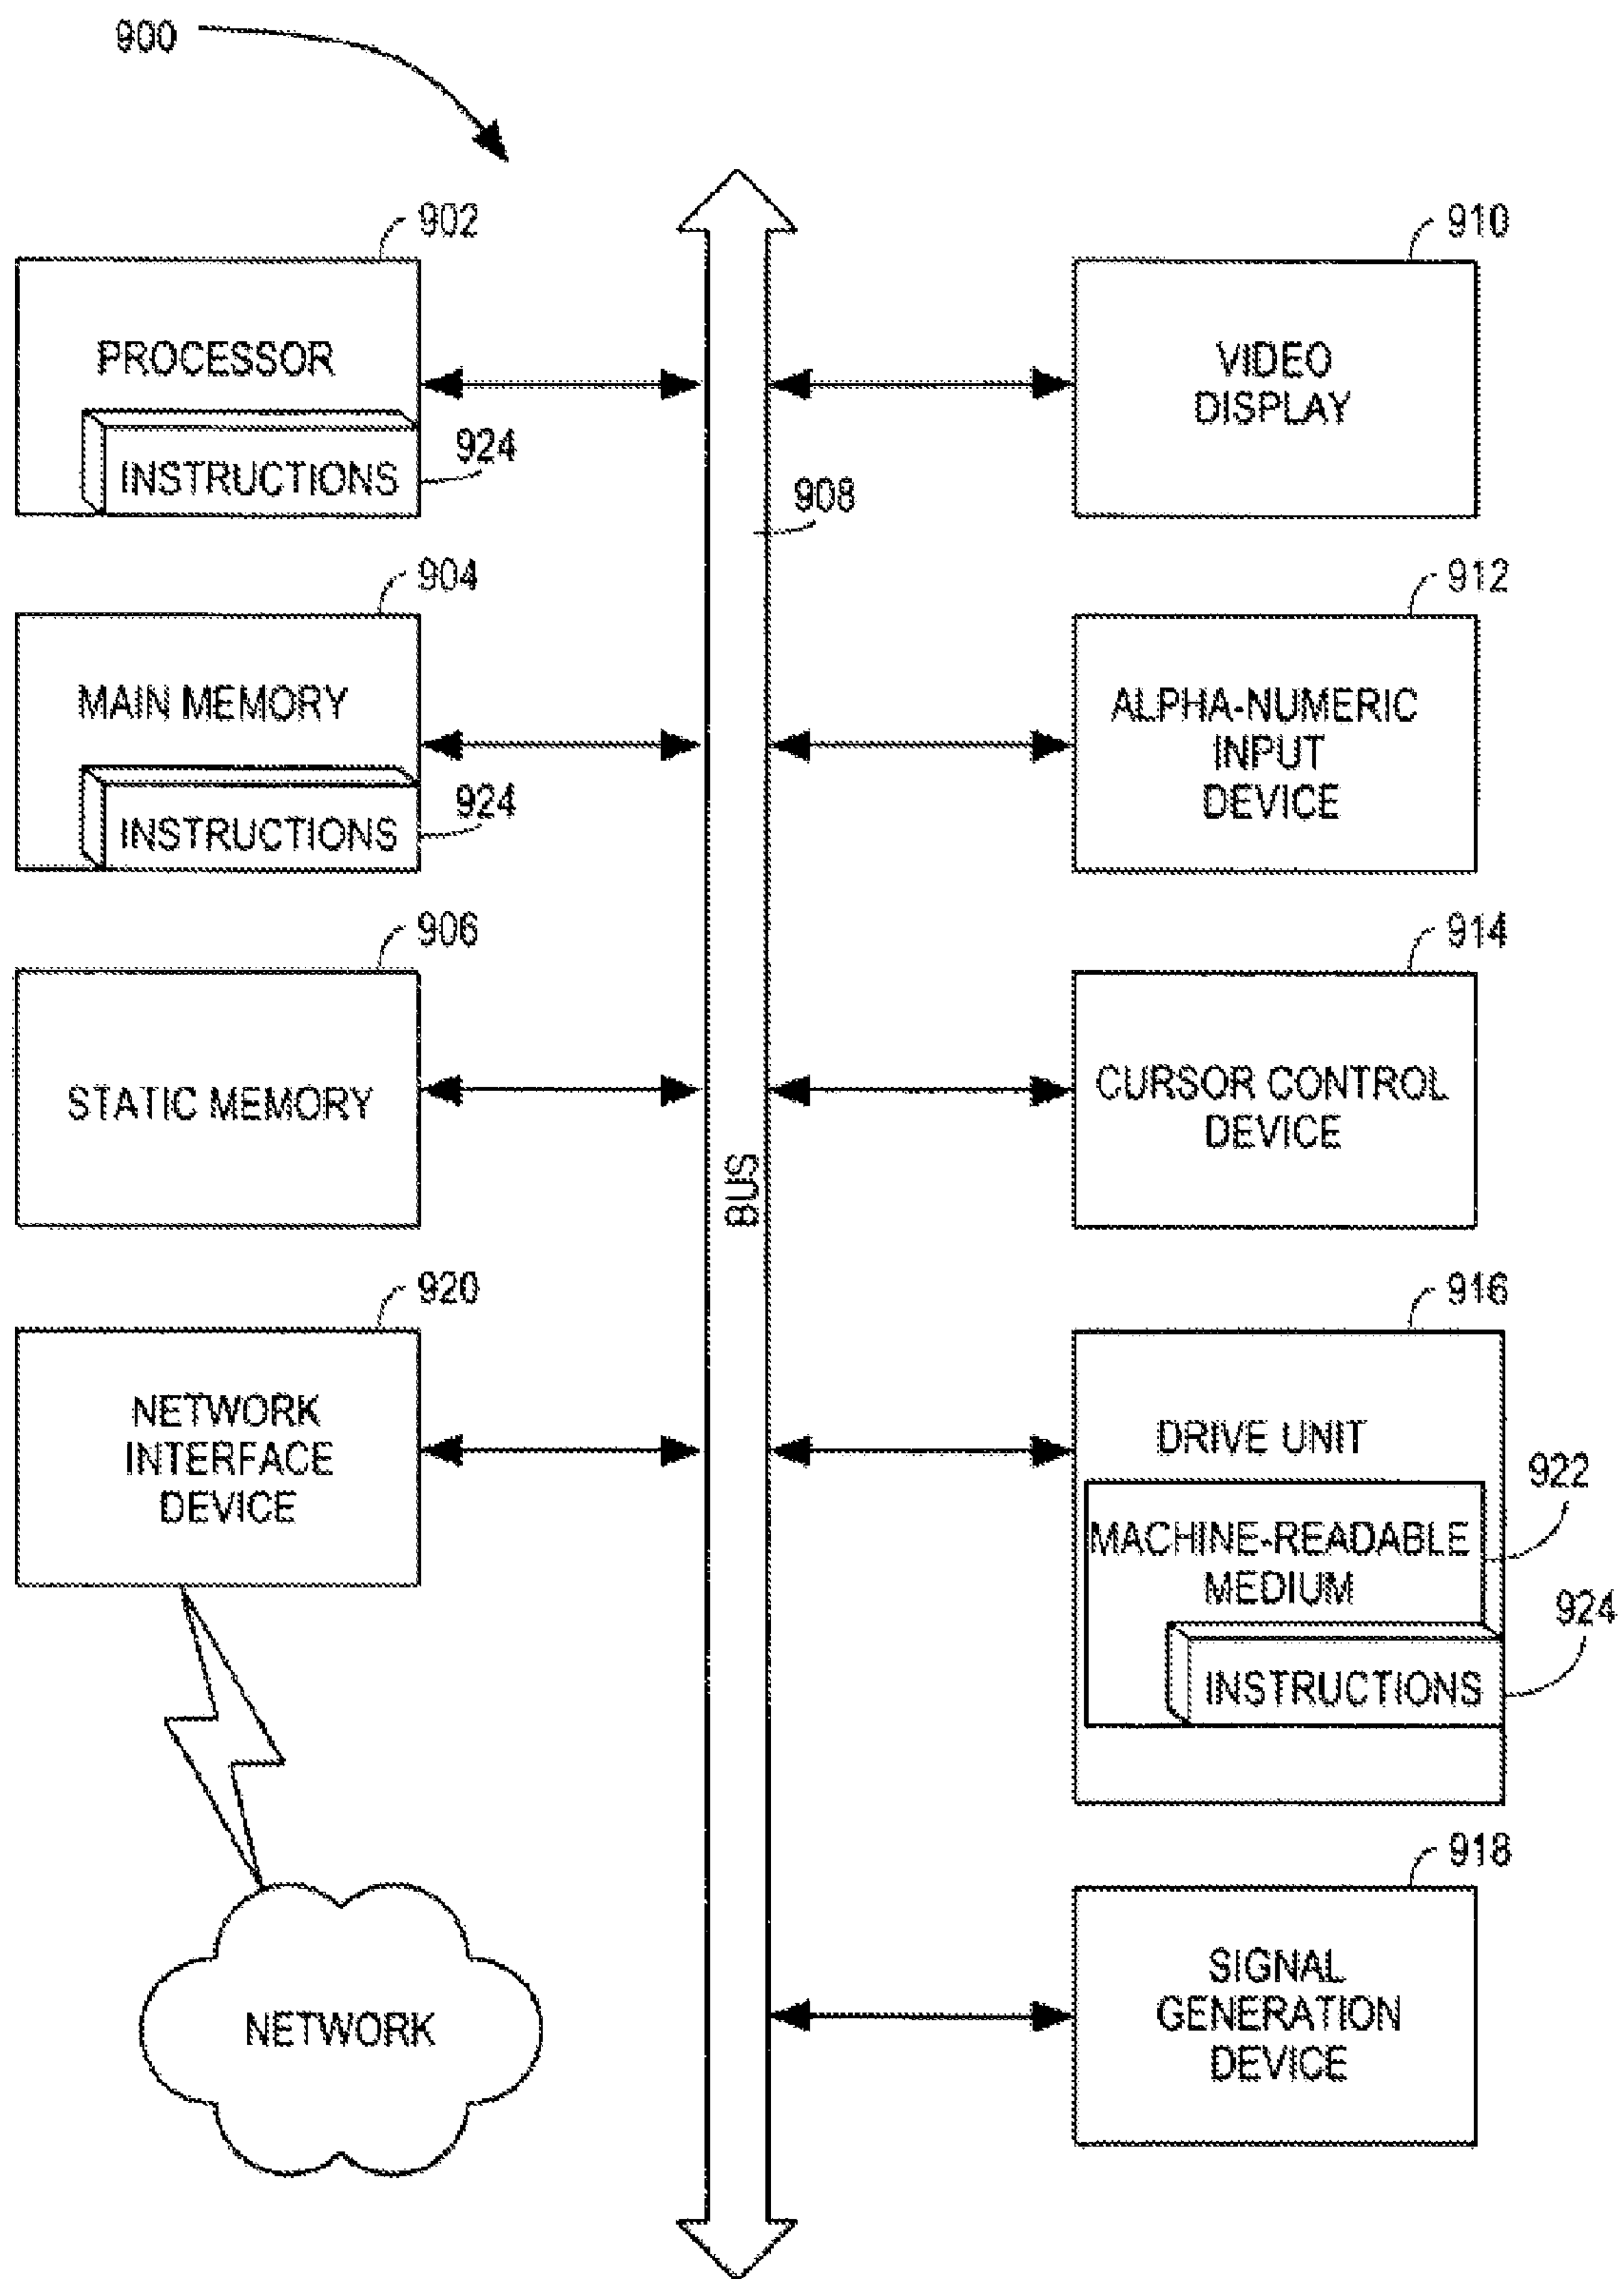 900
902
PROCESSOR
INSTRUCTIONS
924
904
MAIN MEMORY
INSTRUCTIONS
924
906
STATIC MEMORY
920
NETWORK
INTERFACE
DEVICE
NETWORK
908
BUS
910
VIDEO
DISPLAY
912
ALPHA-NUMERIC
INPUT
DEVICE
914
CURSOR CONTROL
DEVICE
916
DRIVE UNIT
922
MACHINE-READABLE
MEDIUM
924
INSTRUCTIONS
918
SIGNAL
GENERATION
DEVICE